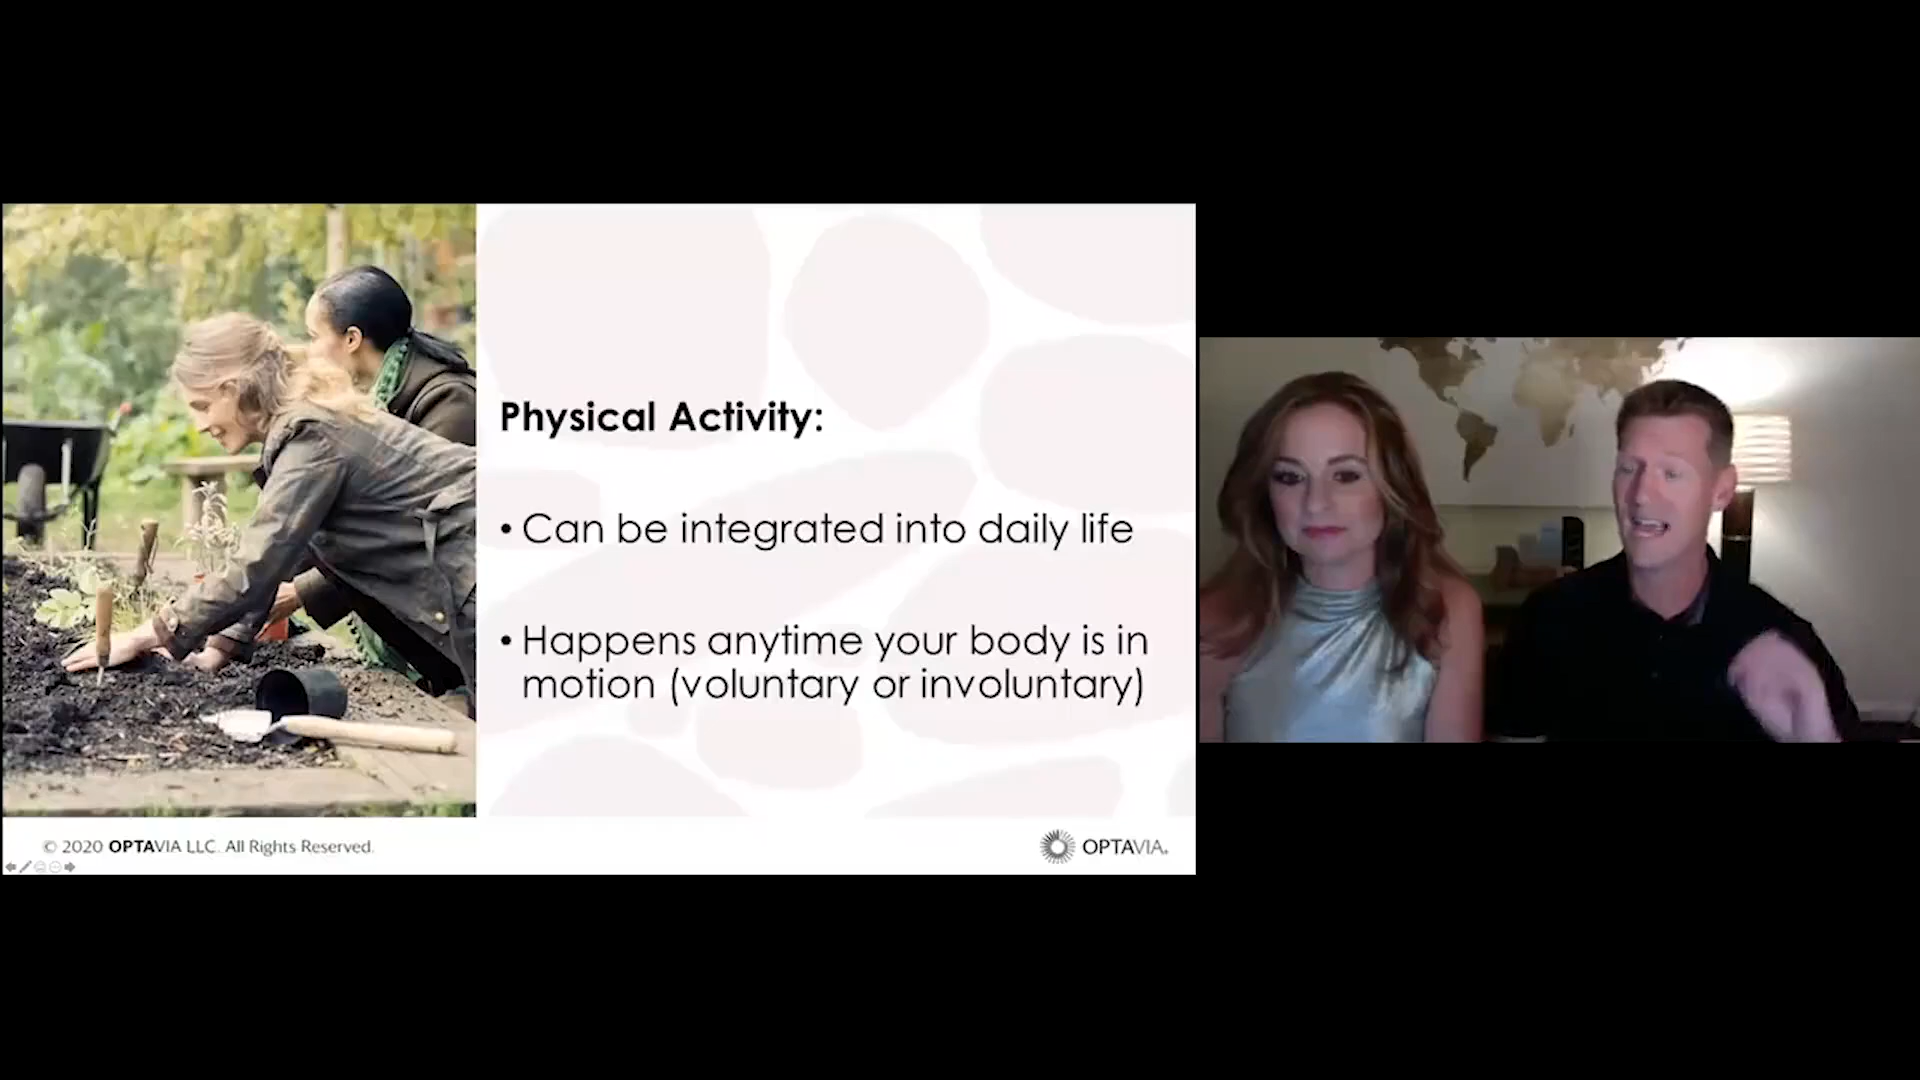 Physical Activity:
• Can be integrated into daily life
• Happens anytime your body is in
motion (voluntary or involuntary)
© 2020 OPTAVIA LLC. All Rights Reserved.
OPTAVIA.